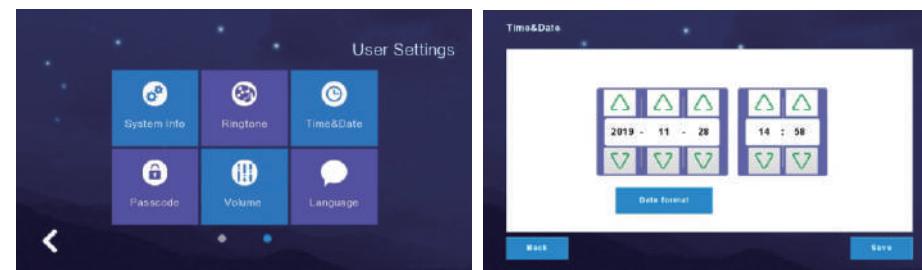 User Settings
System Info Ringtone Time&Date
Passcode Volume Language
Time&Date
2019 - 11 - 28 14 : 58
Date format
Back Save